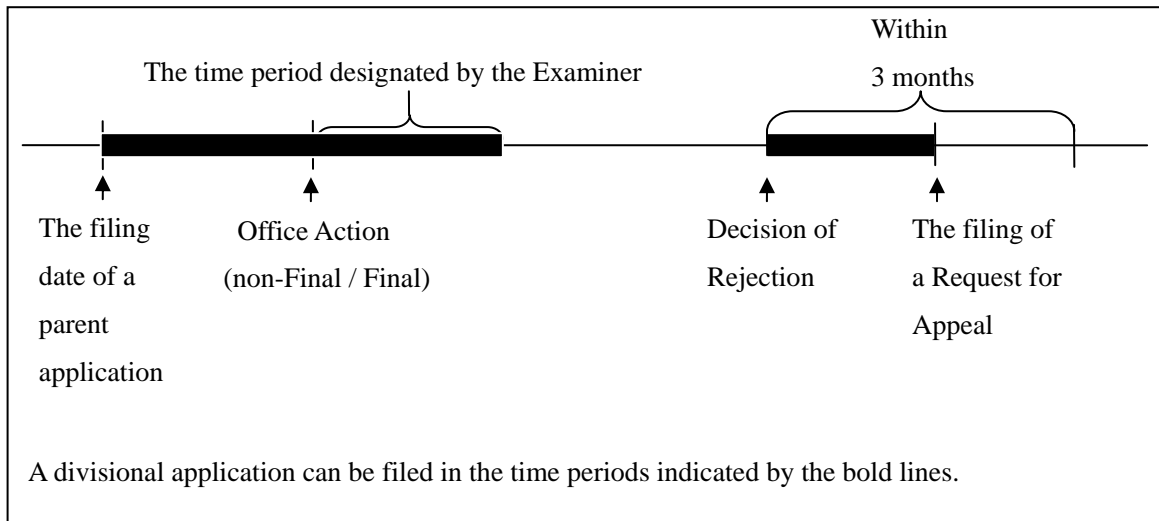 Within
3 months
The time period designated by the Examiner
The filing
date of a
parent
application
Office Action
(non-Final / Final)
Decision of
Rejection
The filing of
a Request for
Appeal
A divisional application can be filed in the time periods indicated by the bold lines.